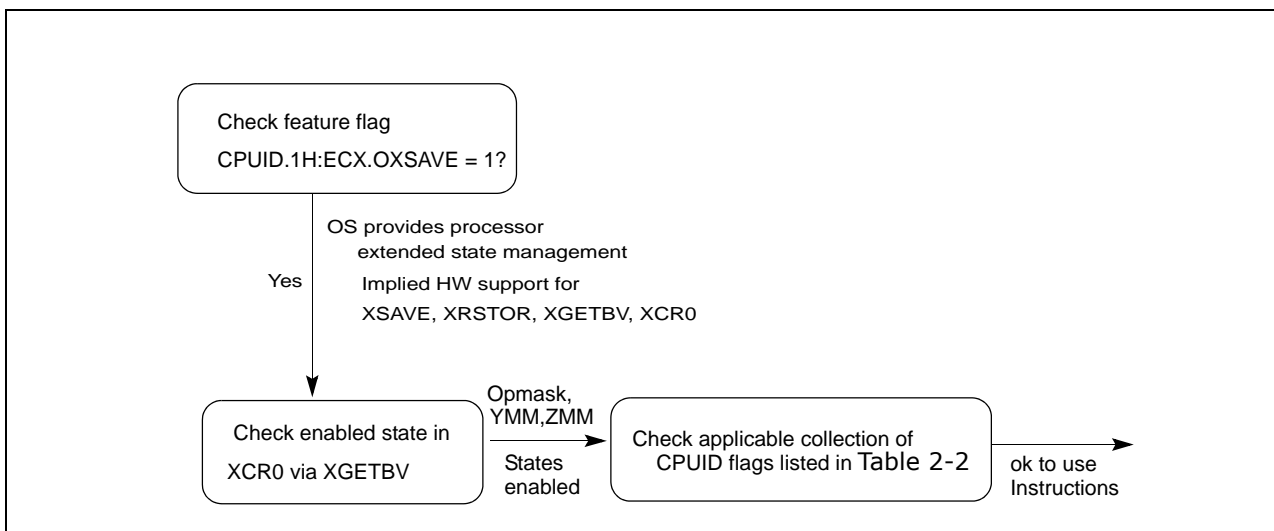 Check feature flag
CPUID.1H:ECX.OXSAVE = 1?
OS provides processor
extended state management
Yes
Implied HW support for
XSAVE, XRSTOR, XGETBV, XCR0
Check enabled state in
XCR0 via XGETBV
Opmask,
YMM,ZMM
States
enabled
Check applicable collection of
CPUID flags listed in Table 2-2
ok to use
Instructions